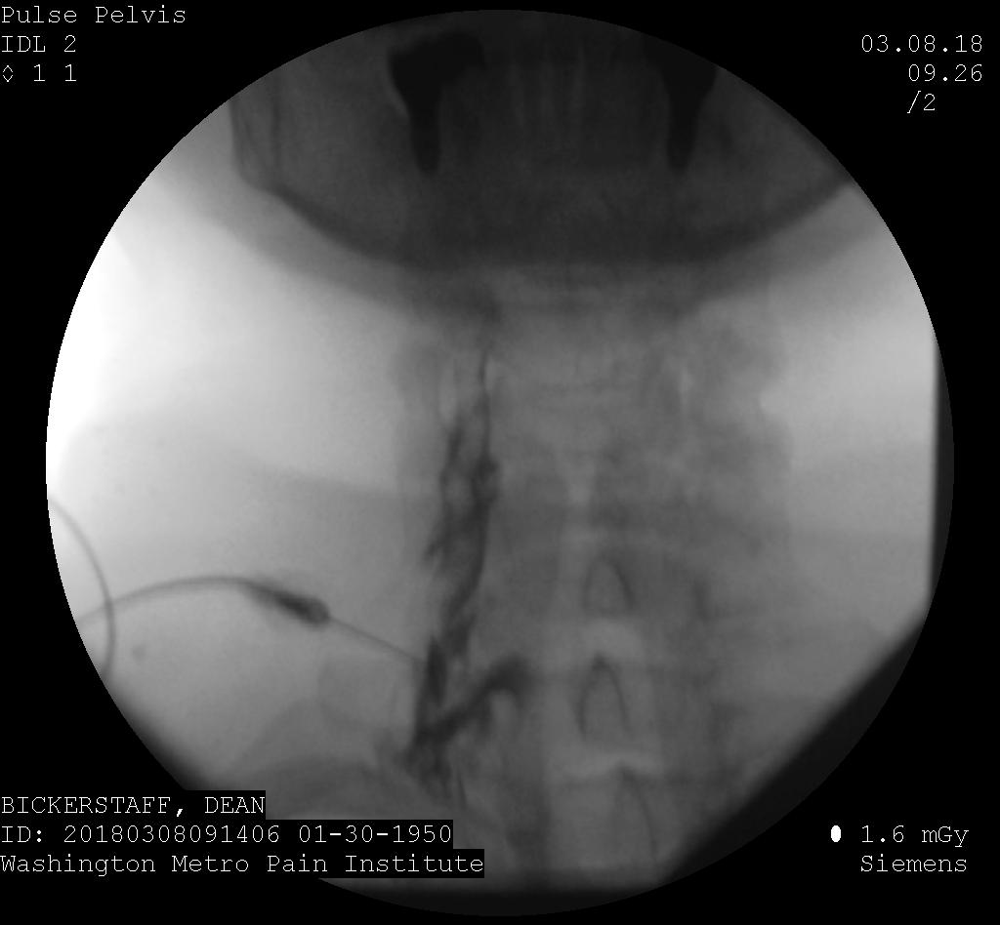 Pulse Pelvis
IDL 2
◊ 1 1
03.08.18
09.26
/2
BICKERSTAFF, DEAN
ID: 20180308091406 01-30-1950
Washington Metro Pain Institute
1.6 mGy
Siemens